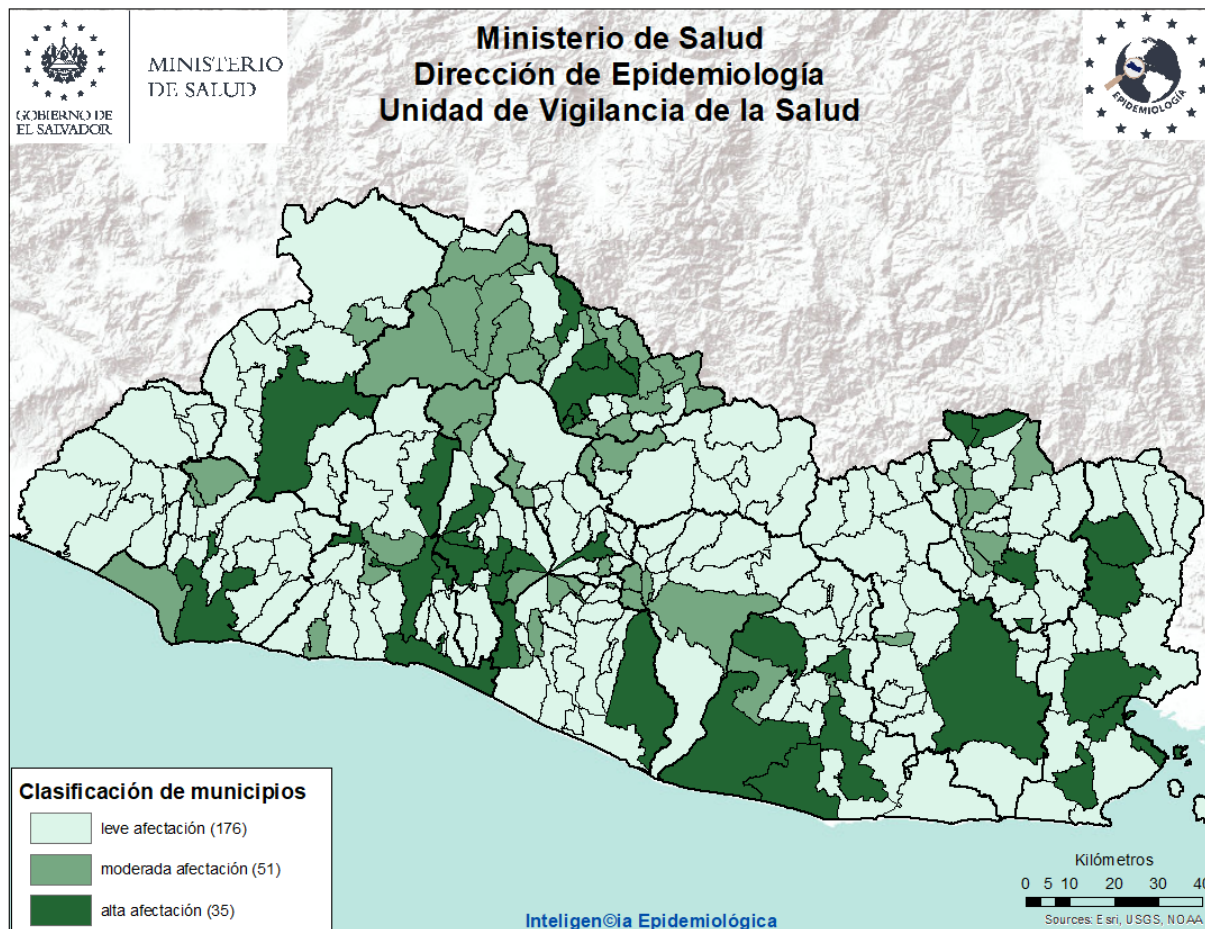 Ministerio de Salud
Dirección de Epidemiología
Unidad de Vigilancia de la Salud
GOBIERNO DE
EL SALVADOR
MINISTERIO
DE SALUD
EPIDEMIOLOGÍA
Clasificación de municipios
leve afectación (176)
moderada afectación (51)
alta afectación (35)
Inteligen©ia Epidemiológica
Kilómetros
0 5 10 20 30 40
Sources: Esri, USGS, NOAA